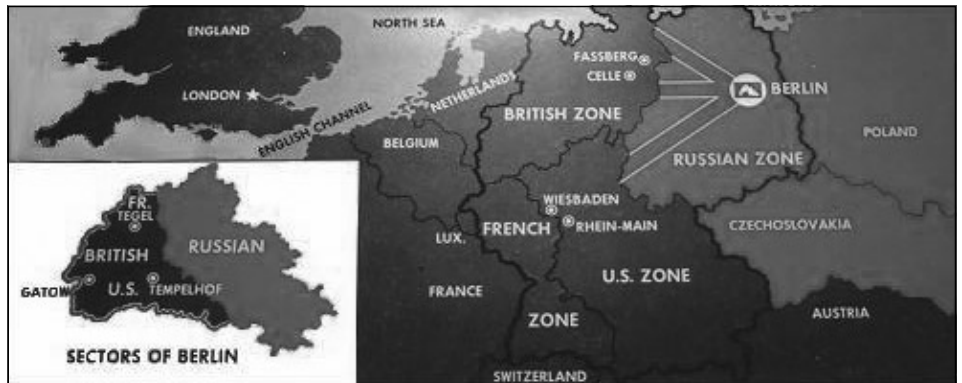 NORTH SEA
ENGLAND
FASSBERG
CELLE
LONDON
NETHERLANDS
BERLIN
ENGLISH CHANNEL
BRITISH ZONE
POLAND
BELGIUM
RUSSIAN ZONE
WIESBADEN
RHEIN-MAIN
FRENCH
CZECHOSLOVAKIA
LUX.
U.S. ZONE
FRANCE
ZONE
AUSTRIA
SWITZERLAND
FR.
TEGEL
RUSSIAN
BRITISH
GATOW
U.S.
TEMPELHOF
SECTORS OF BERLIN